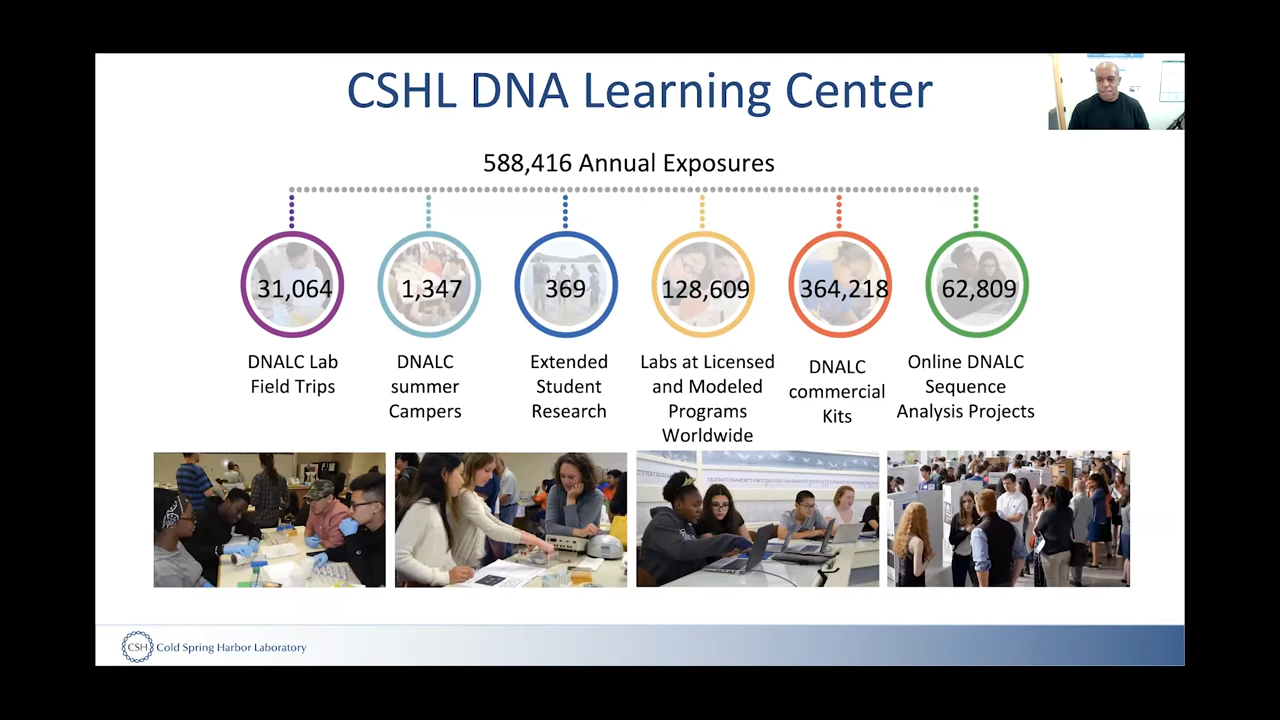 CSHL DNA Learning Center
588,416 Annual Exposures
31,064
1,347
369
128,609
364,218
62,809
DNALC Lab
Field Trips
DNALC
summer
Campers
Extended
Student
Research
Labs at Licensed
and Modeled
Programs
Worldwide
DNALC
commercial
Kits
Online DNALC
Sequence
Analysis Projects
CSH Cold Spring Harbor Laboratory